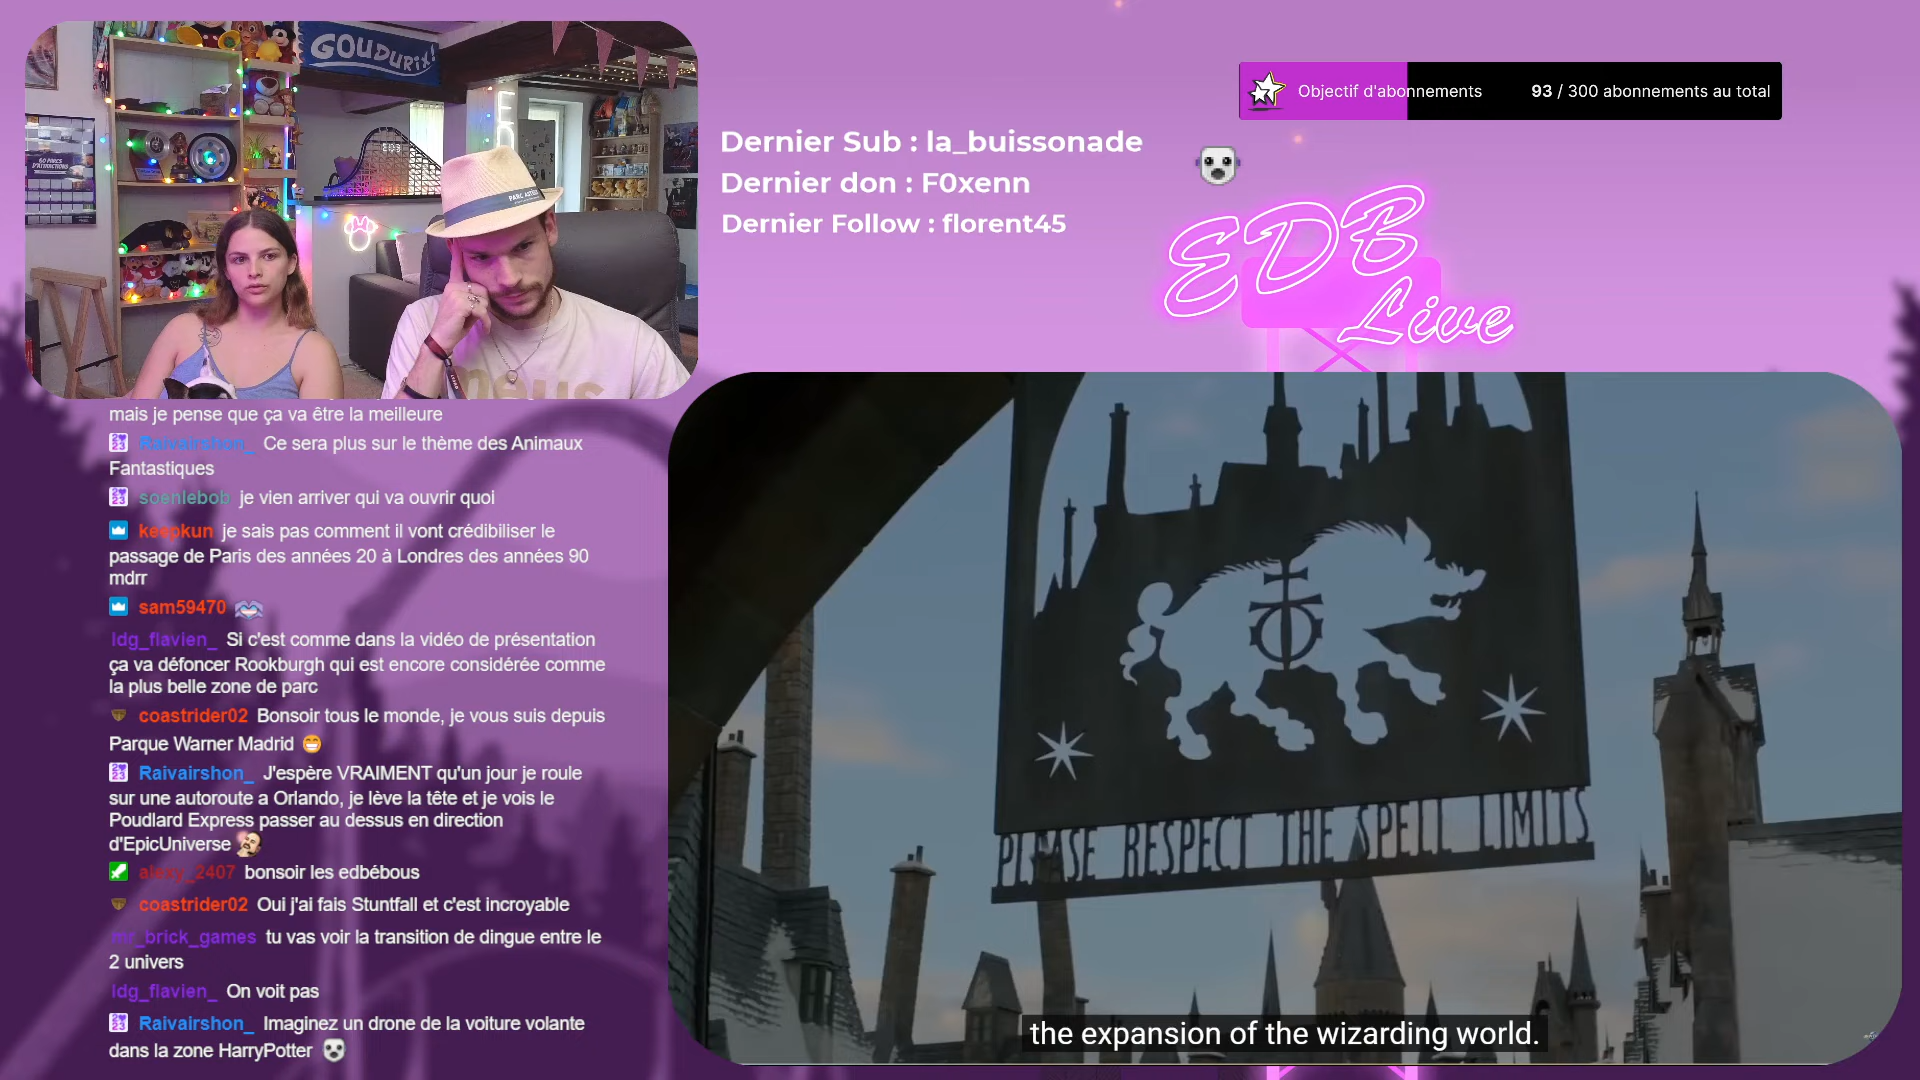 GOUDURIX!
60 PARCS
D'ATTRACTIONS
Objectif d'abonnements
93 / 300 abonnements au total
Dernier Sub : la_buissonade
Dernier don : F0xenn
Dernier Follow : florent45
EDB
Live
mais je pense que ça va être la meilleure
Raivairshon_ Ce sera plus sur le thème des Animaux
Fantastiques
soenlebob je vien arriver qui va ouvrir quoi
keepkun je sais pas comment il vont crédibiliser le
passage de Paris des années 20 à Londres des années 90
mdrr
sam59470
ldg_flavien_ Si c'est comme dans la vidéo de présentation
ça va défoncer Rookburgh qui est encore considérée comme
la plus belle zone de parc
coastrider02 Bonsoir tous le monde, je vous suis depuis
Parque Warner Madrid
Raivairshon_ J'espère VRAIMENT qu'un jour je roule
sur une autoroute a Orlando, je lève la tête et je vois le
Poudlard Express passer au dessus en direction
d'EpicUniverse
alexy_2407 bonsoir les edbébous
coastrider02 Oui j'ai fais Stuntfall et c'est incroyable
mr_brick_games tu vas voir la transition de dingue entre le
2 univers
ldg_flavien_ On voit pas
Raivairshon_ Imaginez un drone de la voiture volante
dans la zone HarryPotter
PLEASE RESPECT THE SPELL LIMITS
the expansion of the wizarding world.